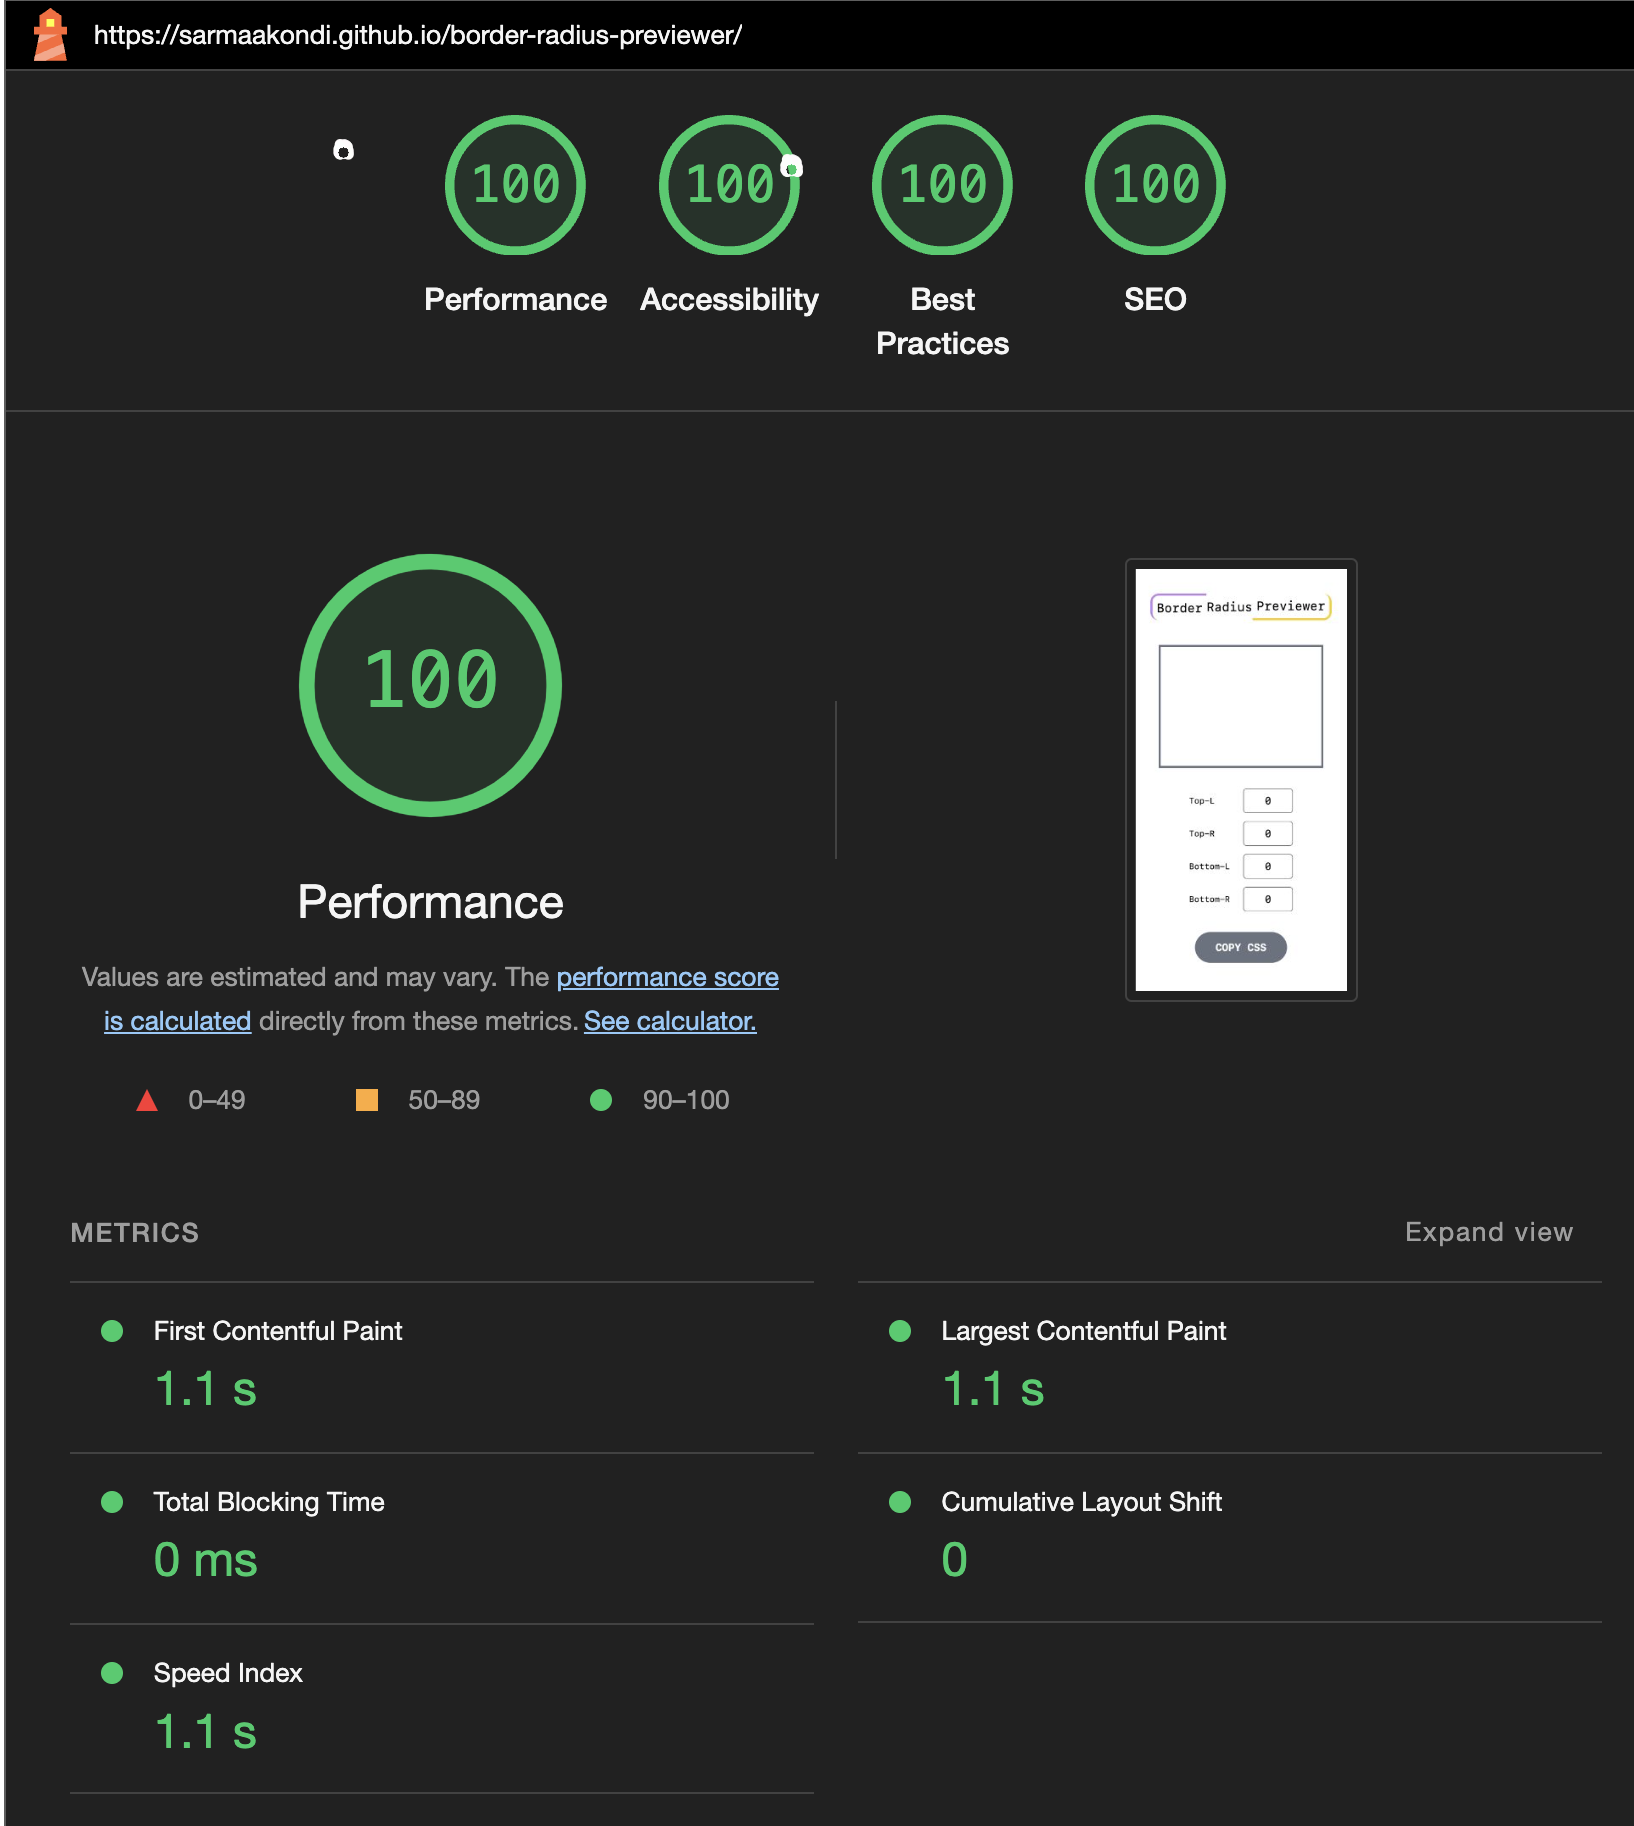 https://sarmaakondi.github.io/border-radius-previewer/
100
100
100
100
Performance
Accessibility
Best
Practices
SEO
100
Performance
Values are estimated and may vary. The performance score
is calculated directly from these metrics. See calculator.
0–49
50–89
90–100
Border Radius Previewer
Top-L 0
Top-R 0
Bottom-L 0
Bottom-R 0
COPY CSS
METRICS
Expand view
First Contentful Paint
1.1 s
Largest Contentful Paint
1.1 s
Total Blocking Time
0 ms
Cumulative Layout Shift
0
Speed Index
1.1 s